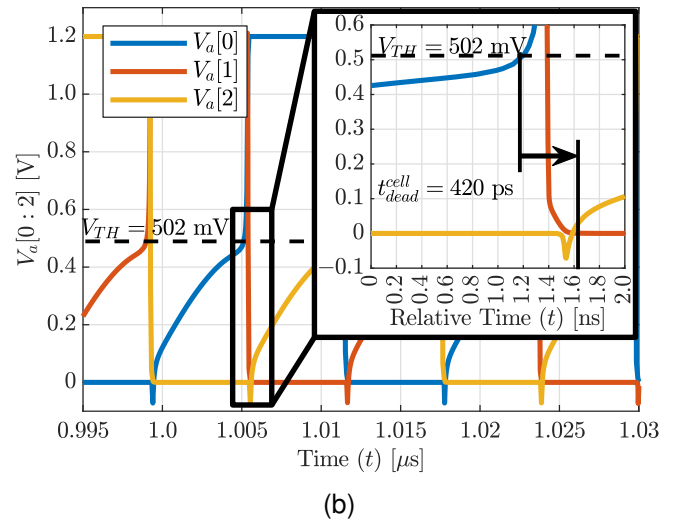 V_a[0]
V_a[1]
V_a[2]
V_a[0 : 2] [V]
1.2
1.0
0.8
0.6
0.4
0.2
0
V_TH = 502 mV
0.995 1.0 1.005 1.01 1.015 1.02 1.025 1.03
Time (t) [μs]
0.6
0.5
0.4
0.3
0.2
0.1
0
−0.1
V_TH = 502 mV
t_dead^cell = 420 ps
0 0.2 0.4 0.6 0.8 1.0 1.2 1.4 1.6 1.8 2.0
Relative Time (t) [ns]
(b)